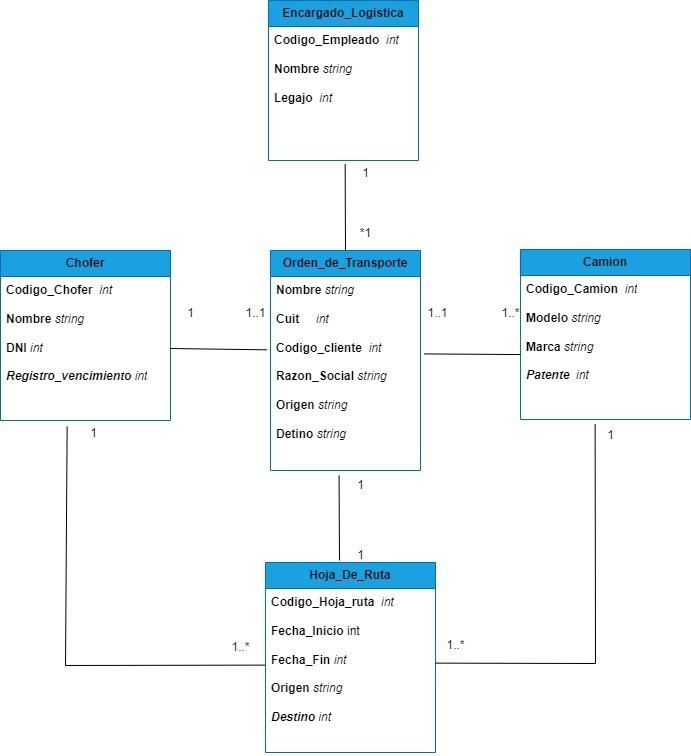 Encargado_Logistica
Codigo_Empleado int
Nombre string
Legajo int
1
*1
Chofer
Codigo_Chofer int
Nombre string
DNI int
Registro_vencimiento int
1
1..1
Orden_de_Transporte
Nombre string
Cuit int
Codigo_cliente int
Razon_Social string
Origen string
Detino string
1..1
1..*
Camion
Codigo_Camion int
Modelo string
Marca string
Patente int
1
1
1
1
Hoja_De_Ruta
Codigo_Hoja_ruta int
Fecha_Inicio int
Fecha_Fin int
Origen string
Destino int
1..*
1..*